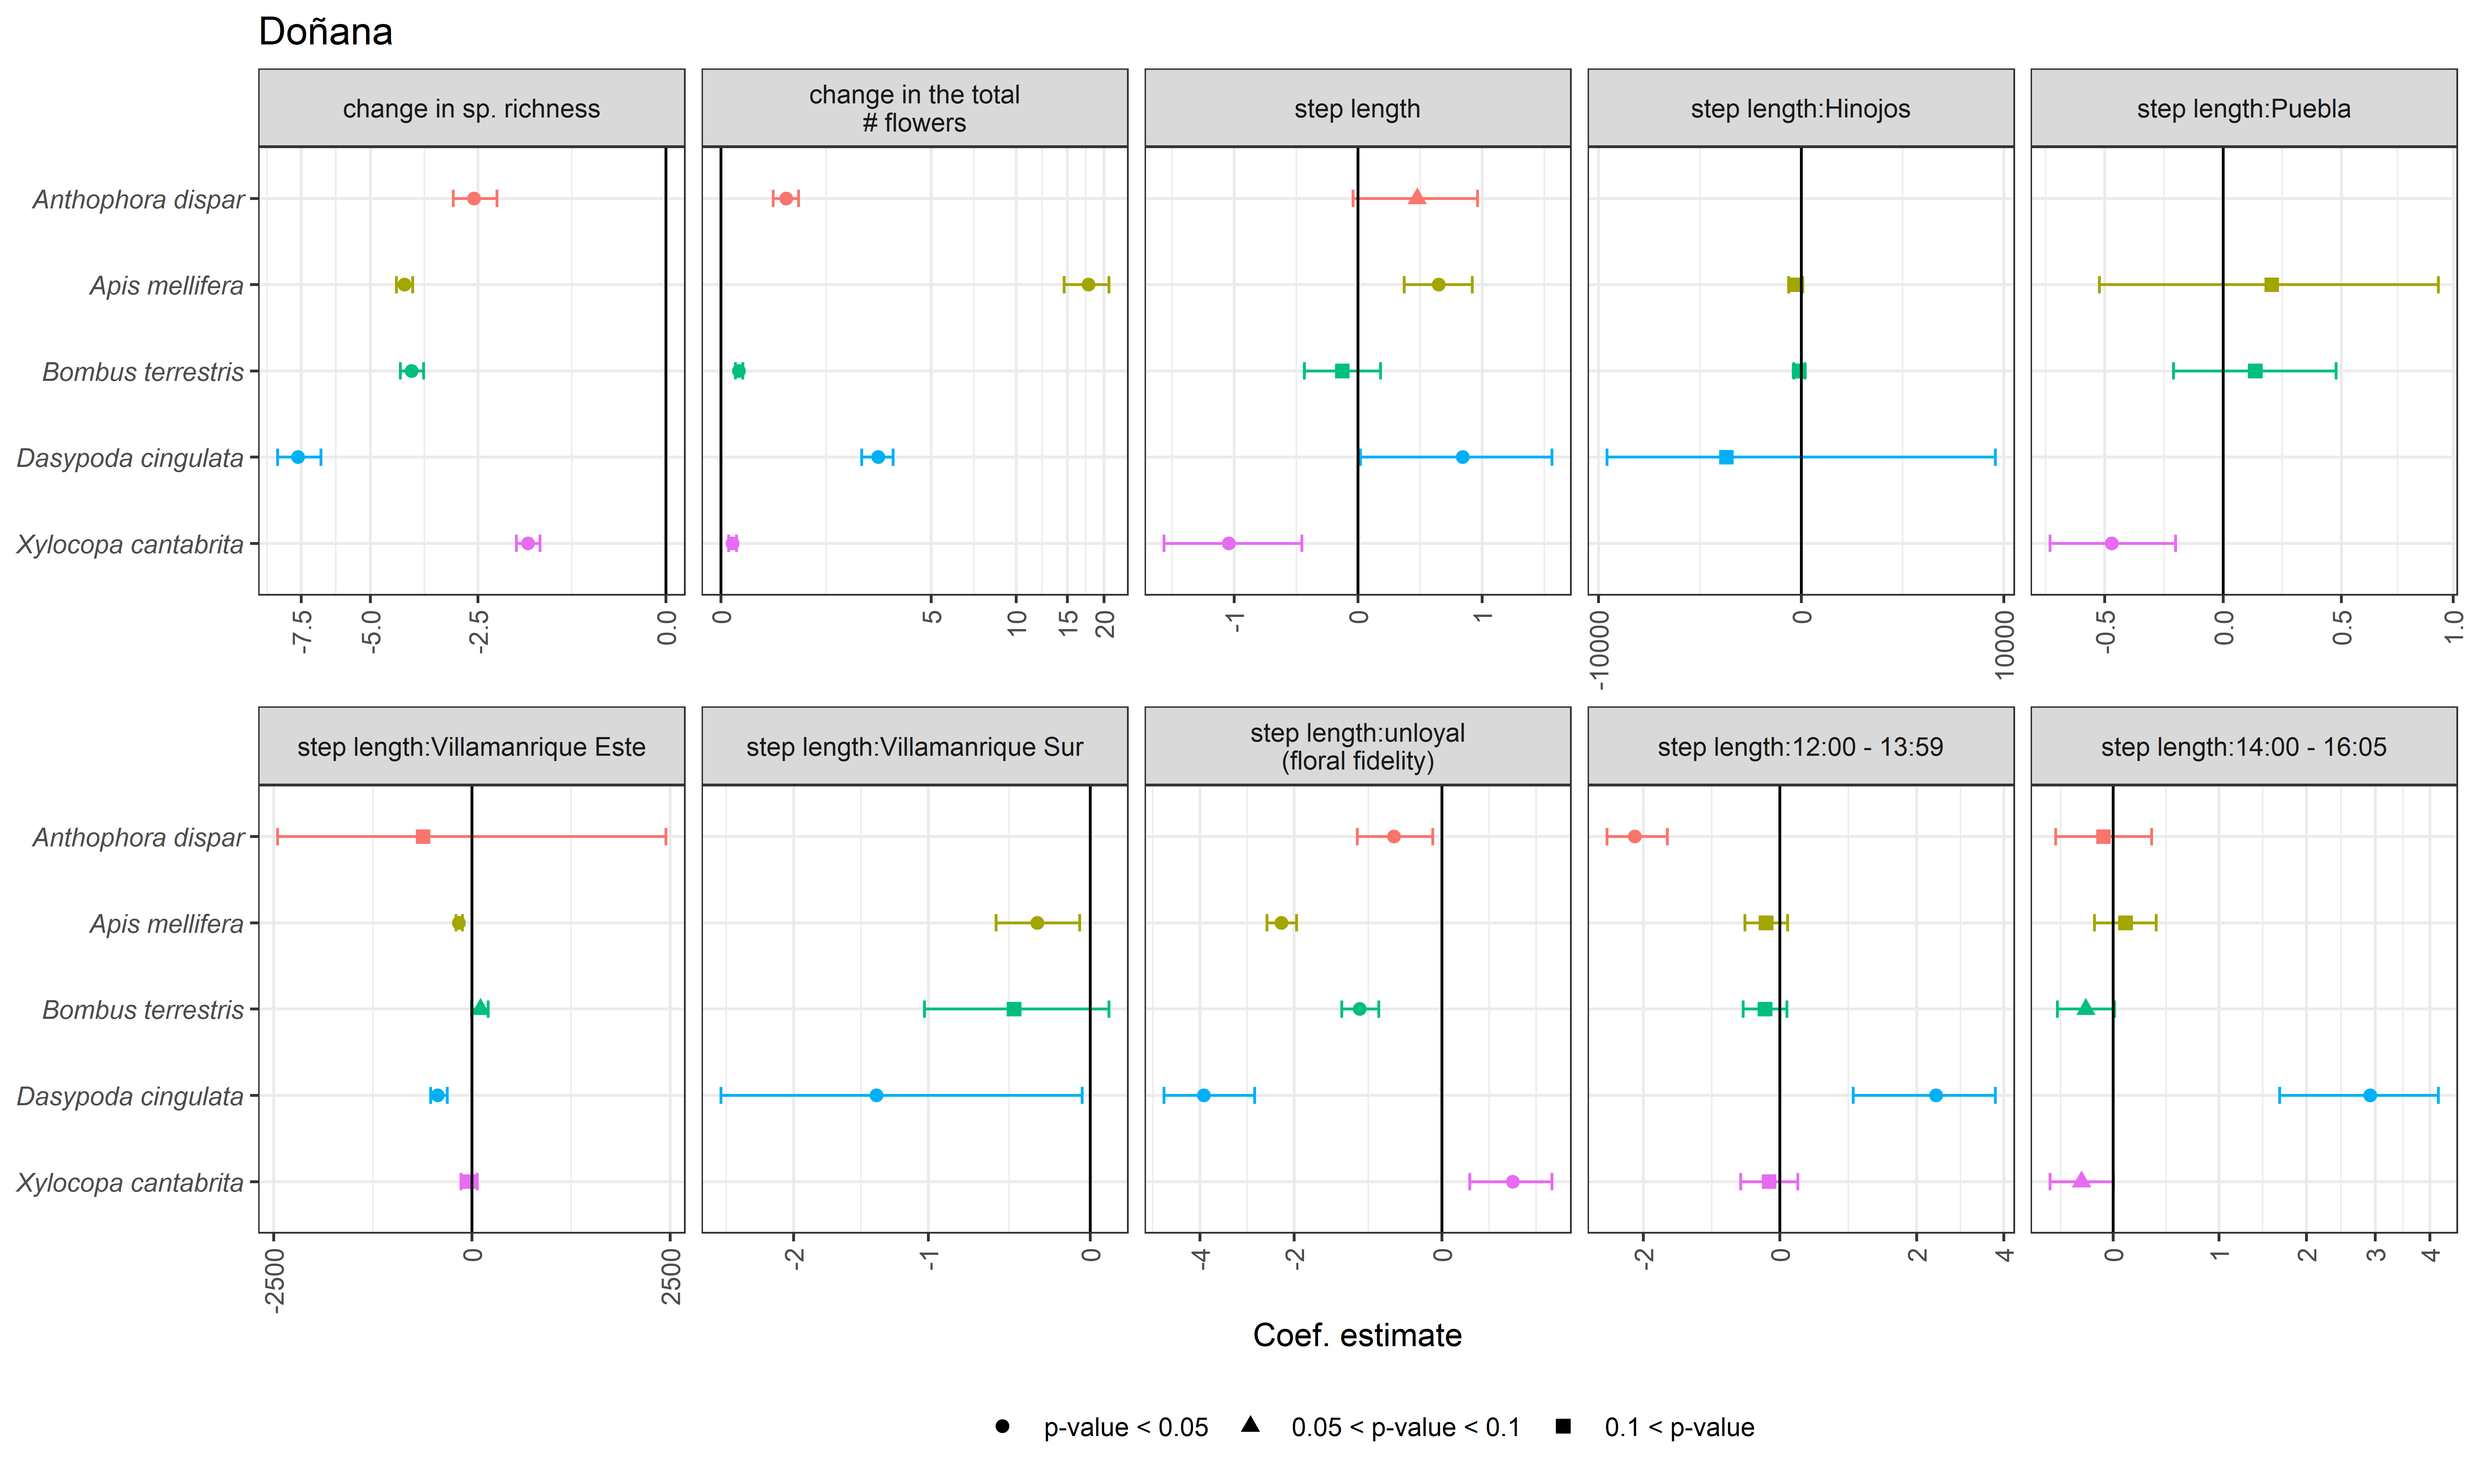 Doñana
change in sp. richness
change in the total
# flowers
step length
step length:Hinojos
step length:Puebla
Anthophora dispar
Apis mellifera
Bombus terrestris
Dasypoda cingulata
Xylocopa cantabrita
-7.5
-5.0
-2.5
0.0
0
5
10
15
20
-1
0
1
-10000
0
10000
-0.5
0.0
0.5
1.0
step length:Villamanrique Este
step length:Villamanrique Sur
step length:unloyal
(floral fidelity)
step length:12:00 - 13:59
step length:14:00 - 16:05
Anthophora dispar
Apis mellifera
Bombus terrestris
Dasypoda cingulata
Xylocopa cantabrita
-2500
0
2500
-2
-1
0
-4
-2
0
-2
0
2
4
0
1
2
3
4
Coef. estimate
p-value < 0.05
0.05 < p-value < 0.1
0.1 < p-value